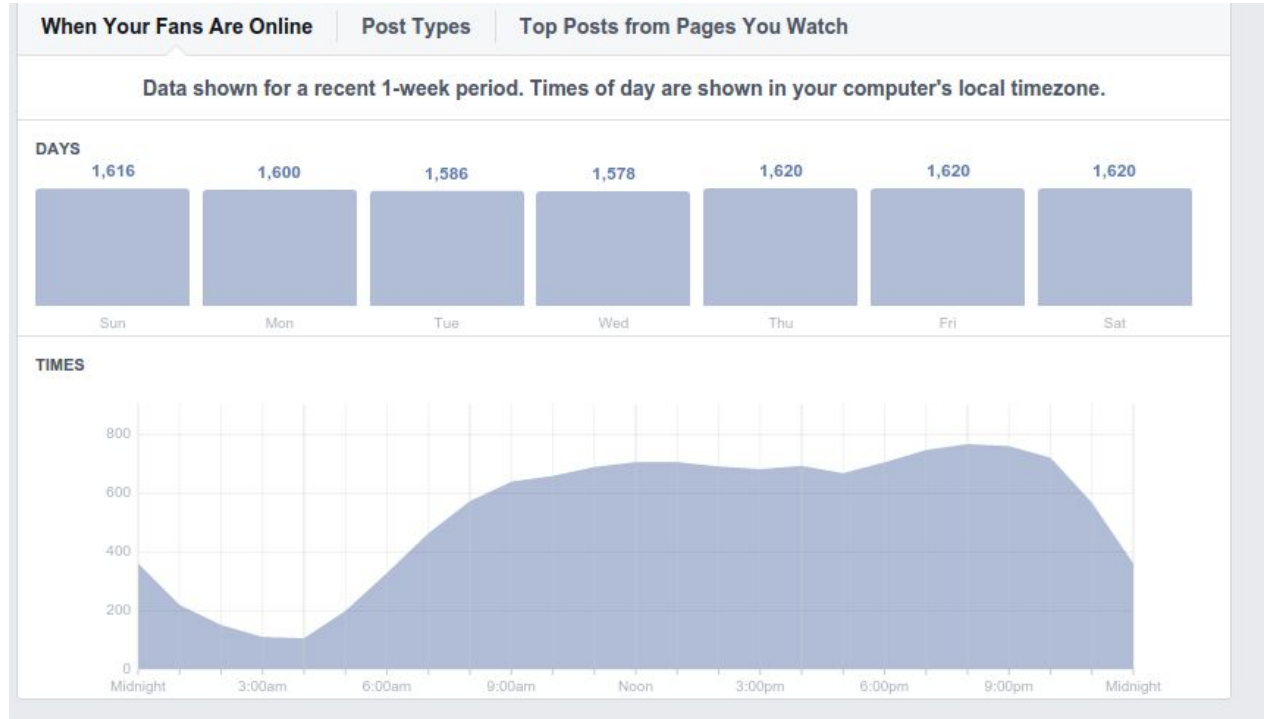 When Your Fans Are Online Post Types Top Posts from Pages You Watch
Data shown for a recent 1-week period. Times of day are shown in your computer's local timezone.
DAYS
1,616 1,600 1,586 1,578 1,620 1,620 1,620
Sun Mon Tue Wed Thu Fri Sat
TIMES
800
600
400
200
0
Midnight 3:00am 6:00am 9:00am Noon 3:00pm 6:00pm 9:00pm Midnight